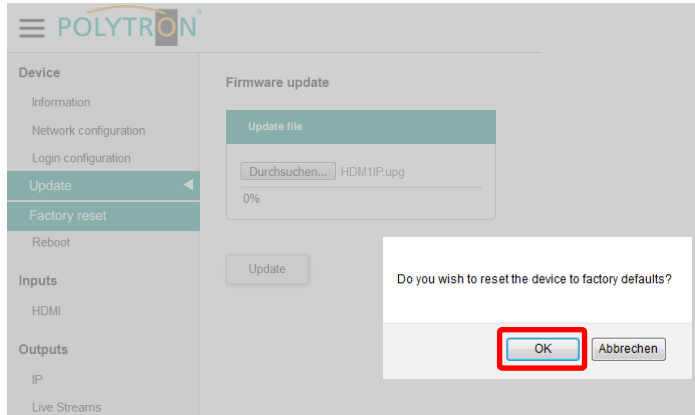 POLYTRON
Device
Information
Network configuration
Login configuration
Update
Factory reset
Reboot
Inputs
HDMI
Outputs
IP
Live Streams
Firmware update
Update file
Durchsuchen... HDM1IP.upg
0%
Update
Do you wish to reset the device to factory defaults?
OK Abbrechen